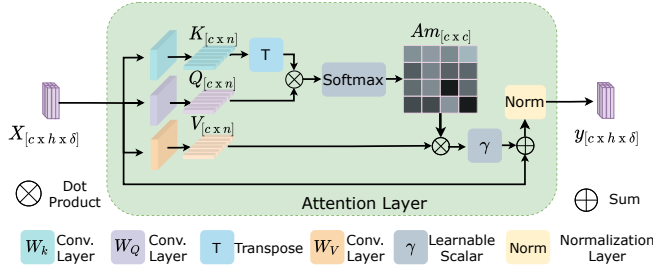 K[c x n]
Am[c x c]
T
Q[c x n]
Softmax
Norm
V[c x n]
X[c x h x δ]
y[c x h x δ]
γ
Dot
Product
Attention Layer
Sum
Wk Conv. Layer
WQ Conv. Layer
T Transpose
WV Conv. Layer
γ Learnable Scalar
Norm Normalization Layer